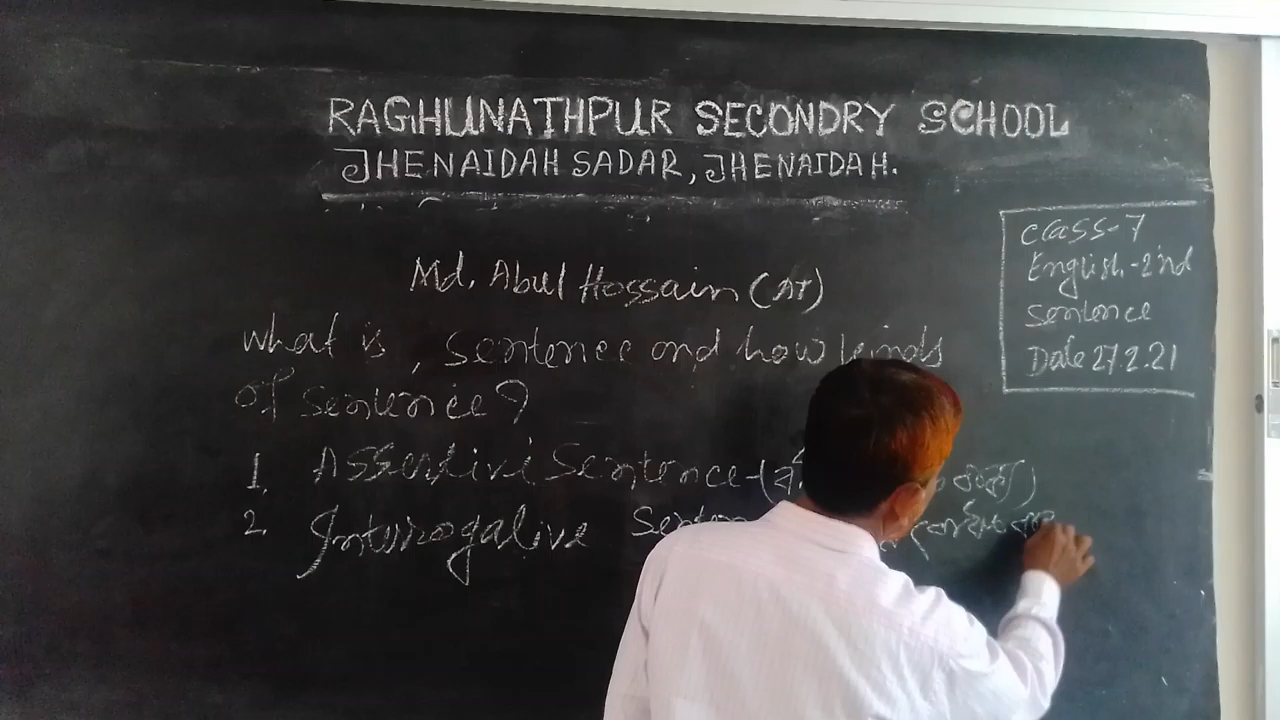 RAGHUNATHPUR SECONDRY SCHOOL
JHENAIDAH SADAR, JHENAIDAH.
Class-7
English-2nd
Sentence
Date 27.2.21
Md. Abul Hossain (AT)
What is, Sentence and how kinds
of Sentence?
1. Assertive Sentence-(
2. Interrogative